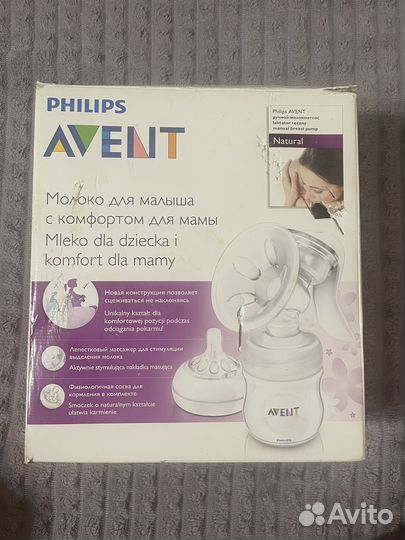 PHILIPS
AVENT
Philips AVENT
ручной молокоотсос
laktator ręczny
manual breast pump
Natural
Молоко для малыша
с комфортом для мамы
Mleko dla dziecka i
komfort dla mamy
Новая конструкция позволяет
сцеживаться не наклоняясь
Unikalny kształt dla
komfortowej pozycji podczas
odciągania pokarmu
Лепестковый массажер для стимуляции
выделения молока
Aktywnie stymulująca nakładka masująca
Физиологичная соска для
кормления в комплекте
Smoczek o naturalnym kształcie
ułatwia karmienie
AVENT
PHILIPS
Avito